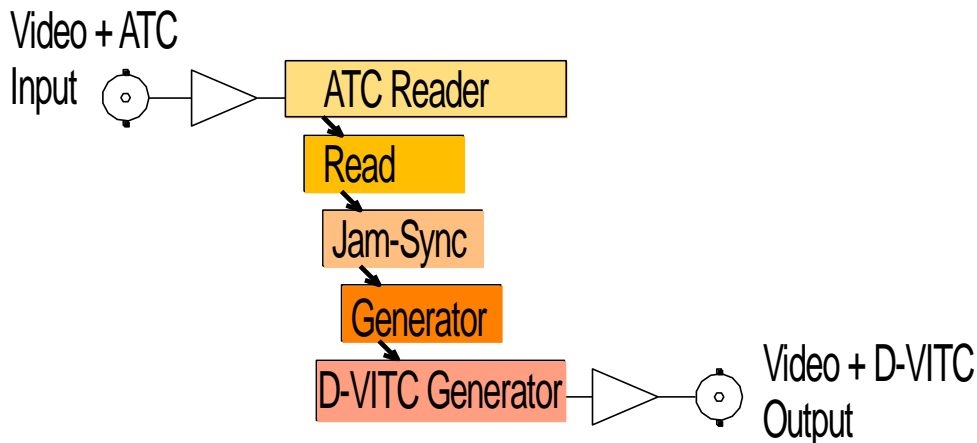 Video + ATC
Input
ATC Reader
Read
Jam-Sync
Generator
D-VITC Generator
Video + D-VITC
Output